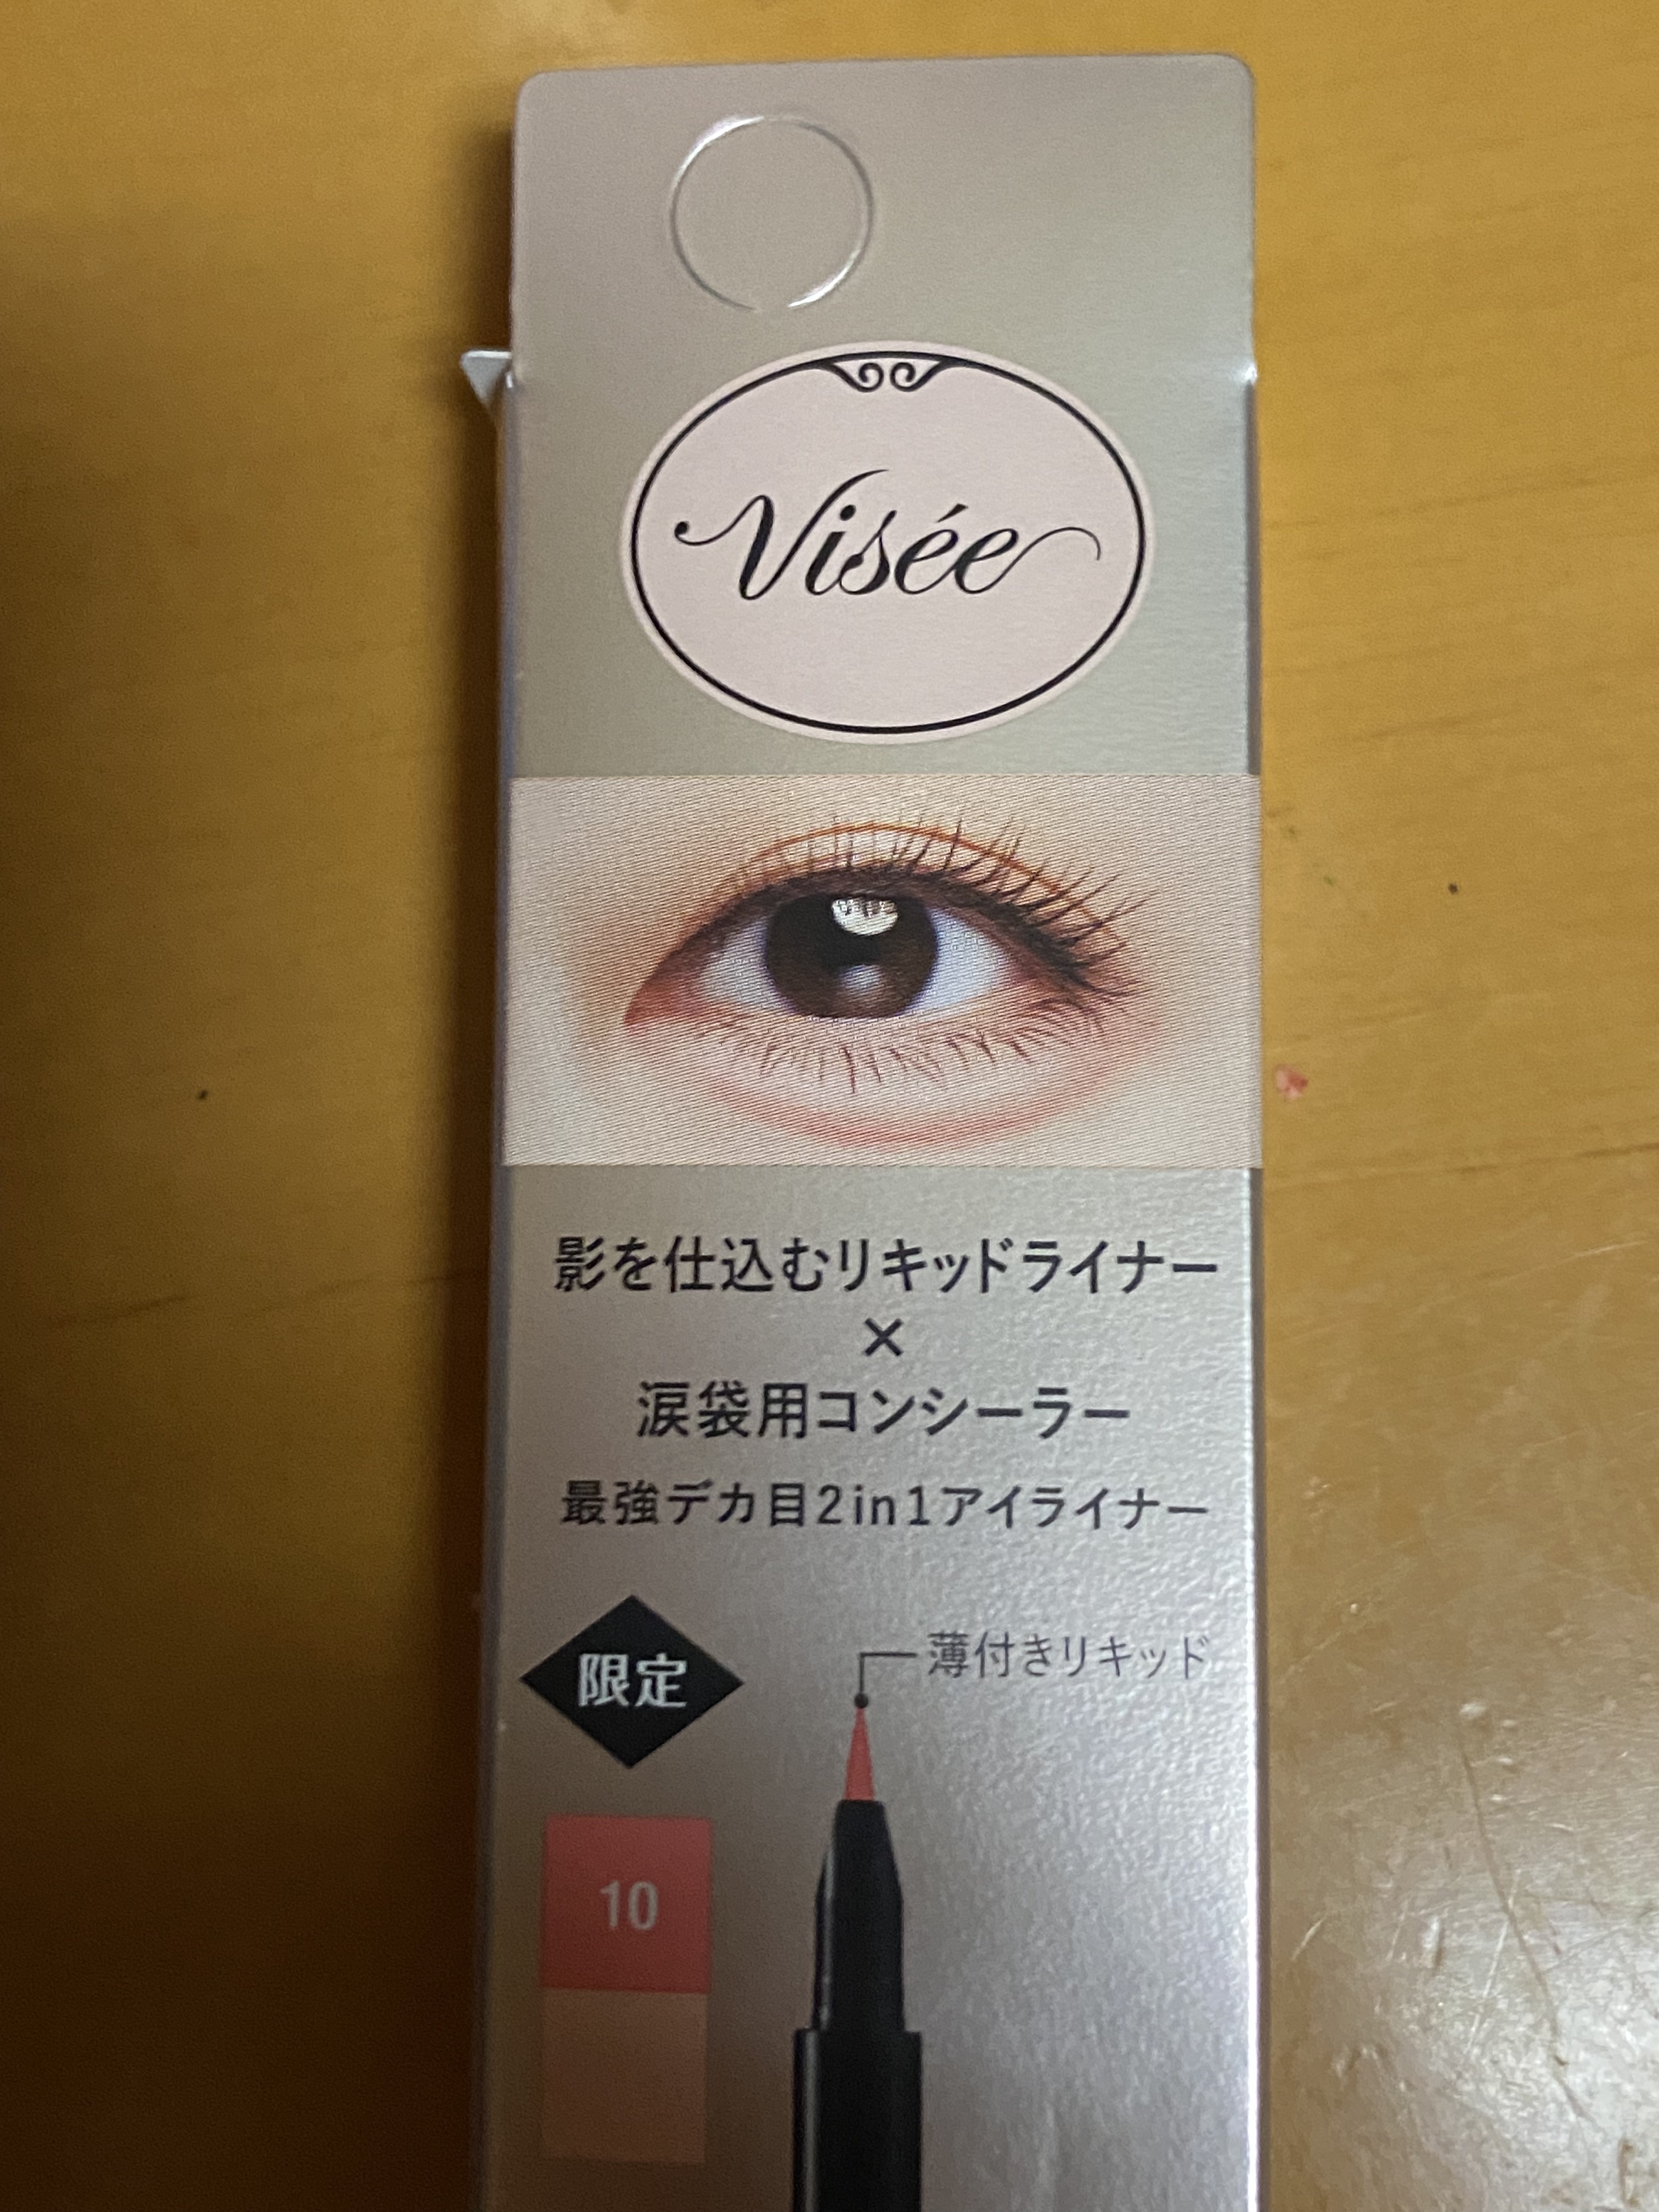 Visée
影を仕込むリキッドライナー
×
涙袋用コンシーラー
最強デカ目2in1アイライナー
限定
薄付きリキッド
10